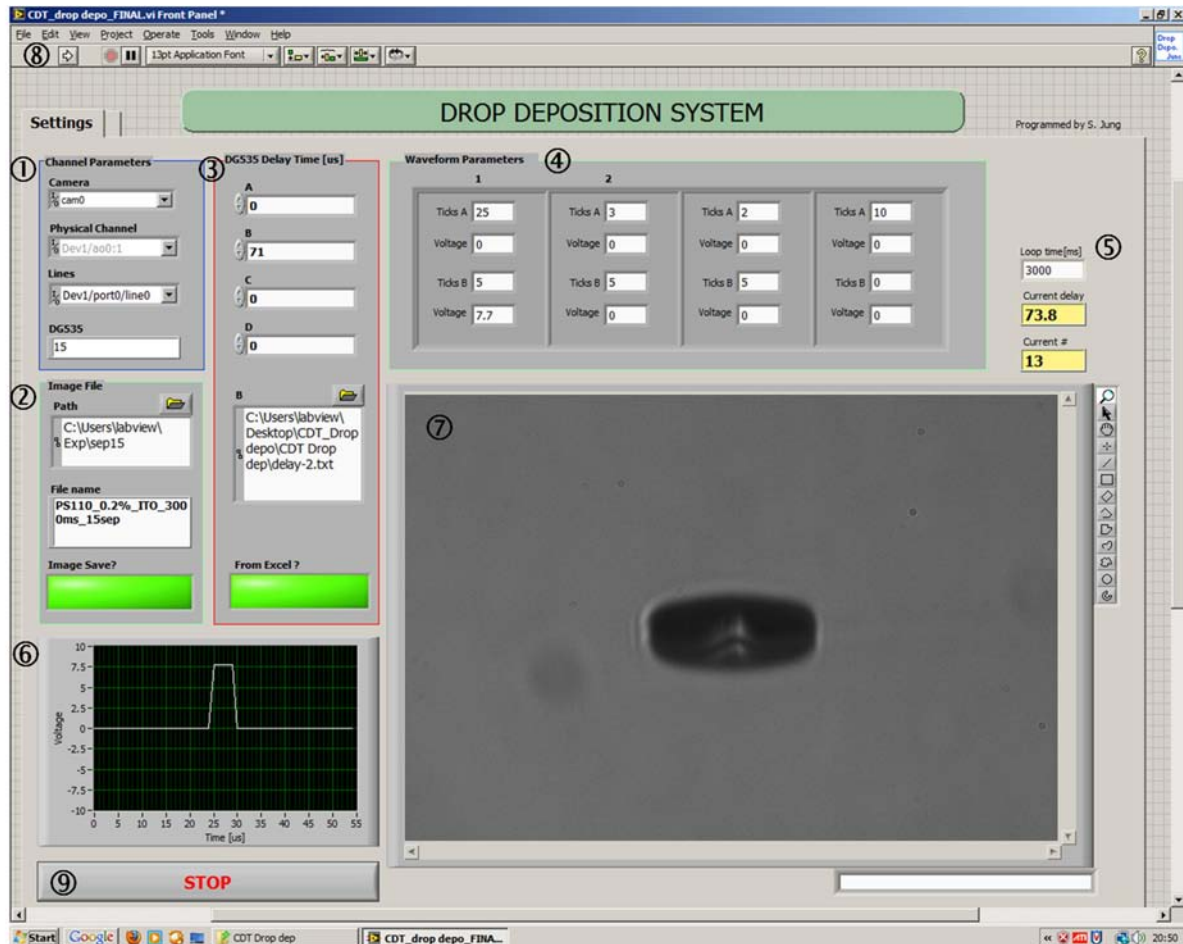 CDT_drop depo_FINAL.vi Front Panel *
File Edit View Project Operate Tools Window Help
⑧ 13pt Application Font
Drop
Depo.
Jung
DROP DEPOSITION SYSTEM
Settings
Programmed by S. Jung
① Channel Parameters
Camera
cam0
Physical Channel
Dev1/ao0:1
Lines
Dev1/port0/line0
DG535
15
② Image File
Path
C:\Users\labview\
Exp\sep15
File name
PS110_0.2%_ITO_300
0ms_15sep
Image Save?
③ DG535 Delay Time [us]
A
0
B
71
C
0
D
0
B
C:\Users\labview\
Desktop\CDT_Drop
depo\CDT Drop
dep\delay-2.txt
From Excel ?
Waveform Parameters ④
1 2
Ticks A 25 Ticks A 3 Ticks A 2 Ticks A 10
Voltage 0 Voltage 0 Voltage 0 Voltage 0
Ticks B 5 Ticks B 5 Ticks B 5 Ticks B 0
Voltage 7.7 Voltage 0 Voltage 0 Voltage 0
⑤
Loop time[ms]
3000
Current delay
73.8
Current #
13
⑥
Voltage
10
7.5
5
2.5
0
-2.5
-5
-7.5
-10
0 5 10 15 20 25 30 35 40 45 50 55
Time [us]
⑦
⑨ STOP
Start Google CDT Drop dep CDT_drop depo_FINA... « ATI 20:50